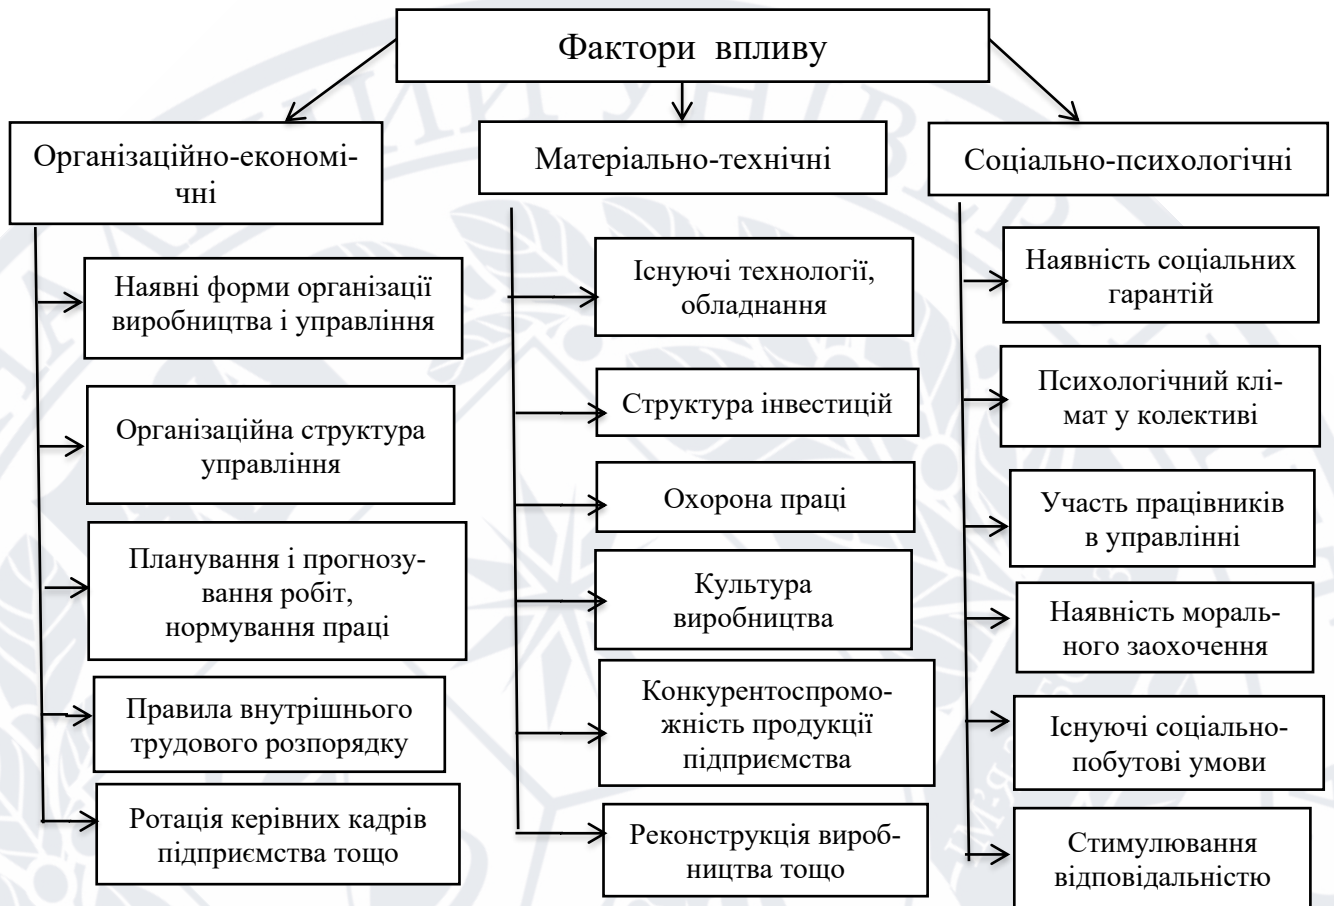 Фактори впливу
Організаційно-економі-
чні
Наявні форми організації
виробництва і управління
Організаційна структура
управління
Планування і прогнозу-
вання робіт,
нормування праці
Правила внутрішнього
трудового розпорядку
Ротація керівних кадрів
підприємства тощо
Матеріально-технічні
Існуючі технології,
обладнання
Структура інвестицій
Охорона праці
Культура
виробництва
Конкурентоспромо-
жність продукції
підприємства
Реконструкція вироб-
ництва тощо
Соціально-психологічні
Наявність соціальних
гарантій
Психологічнийклі-
мат у колективі
Участь працівників
в управлінні
Наявність мораль-
ного заохочення
Існуючі соціально-
побутові умови
Стимулювання
відповідальністю